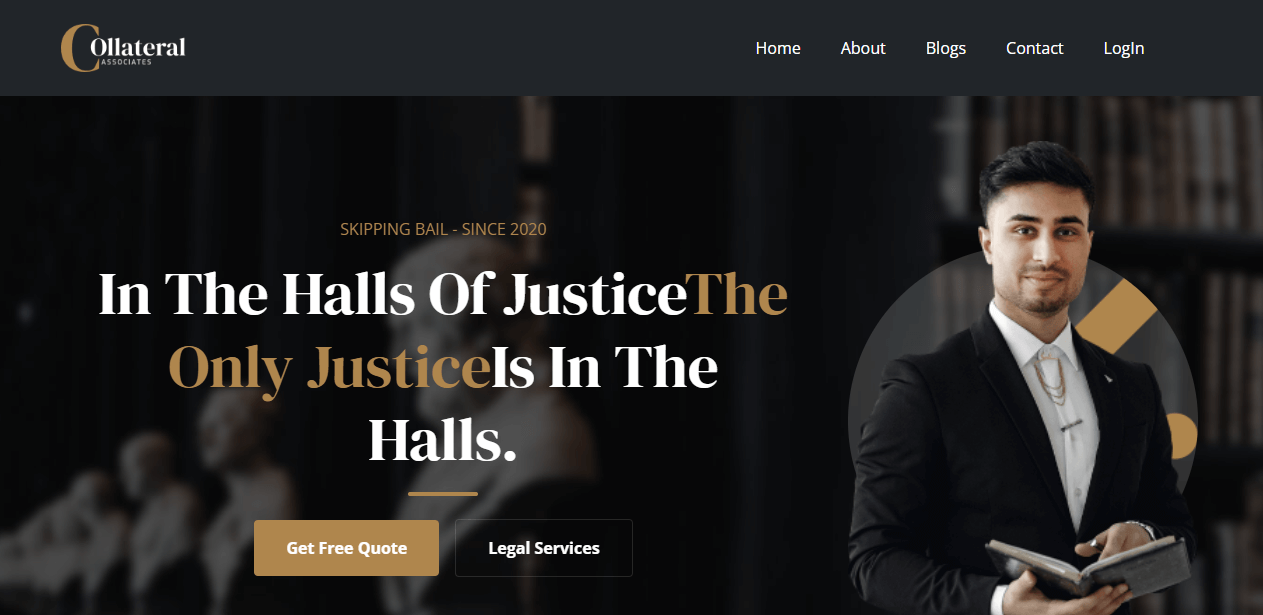 Collateral
ASSOCIATES
Home About Blogs Contact LogIn
SKIPPING BAIL - SINCE 2020
In The Halls Of JusticeThe
Only JusticeIs In The
Halls.
Get Free Quote Legal Services